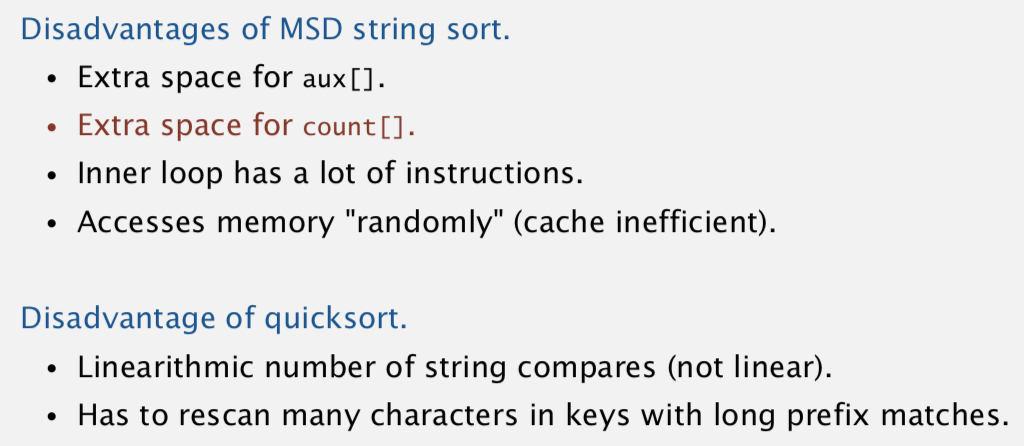 Disadvantages of MSD string sort.
• Extra space for aux[].
• Extra space for count[].
• Inner loop has a lot of instructions.
• Accesses memory "randomly" (cache inefficient).
Disadvantage of quicksort.
• Linearithmic number of string compares (not linear).
• Has to rescan many characters in keys with long prefix matches.